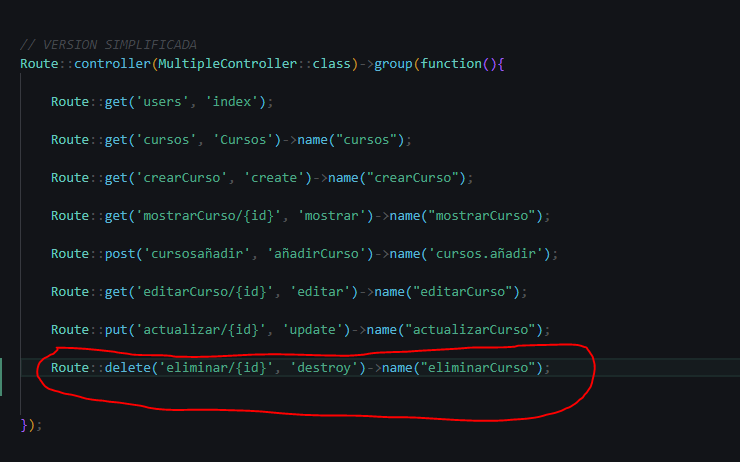 // VERSION SIMPLIFICADA
Route::controller(MultipleController::class)->group(function(){
Route::get('users', 'index');
Route::get('cursos', 'Cursos')->name("cursos");
Route::get('crearCurso', 'create')->name("crearCurso");
Route::get('mostrarCurso/{id}', 'mostrar')->name("mostrarCurso");
Route::post('cursosañadir', 'añadirCurso')->name('cursos.añadir');
Route::get('editarCurso/{id}', 'editar')->name("editarCurso");
Route::put('actualizar/{id}', 'update')->name("actualizarCurso");
Route::delete('eliminar/{id}', 'destroy')->name("eliminarCurso");
});